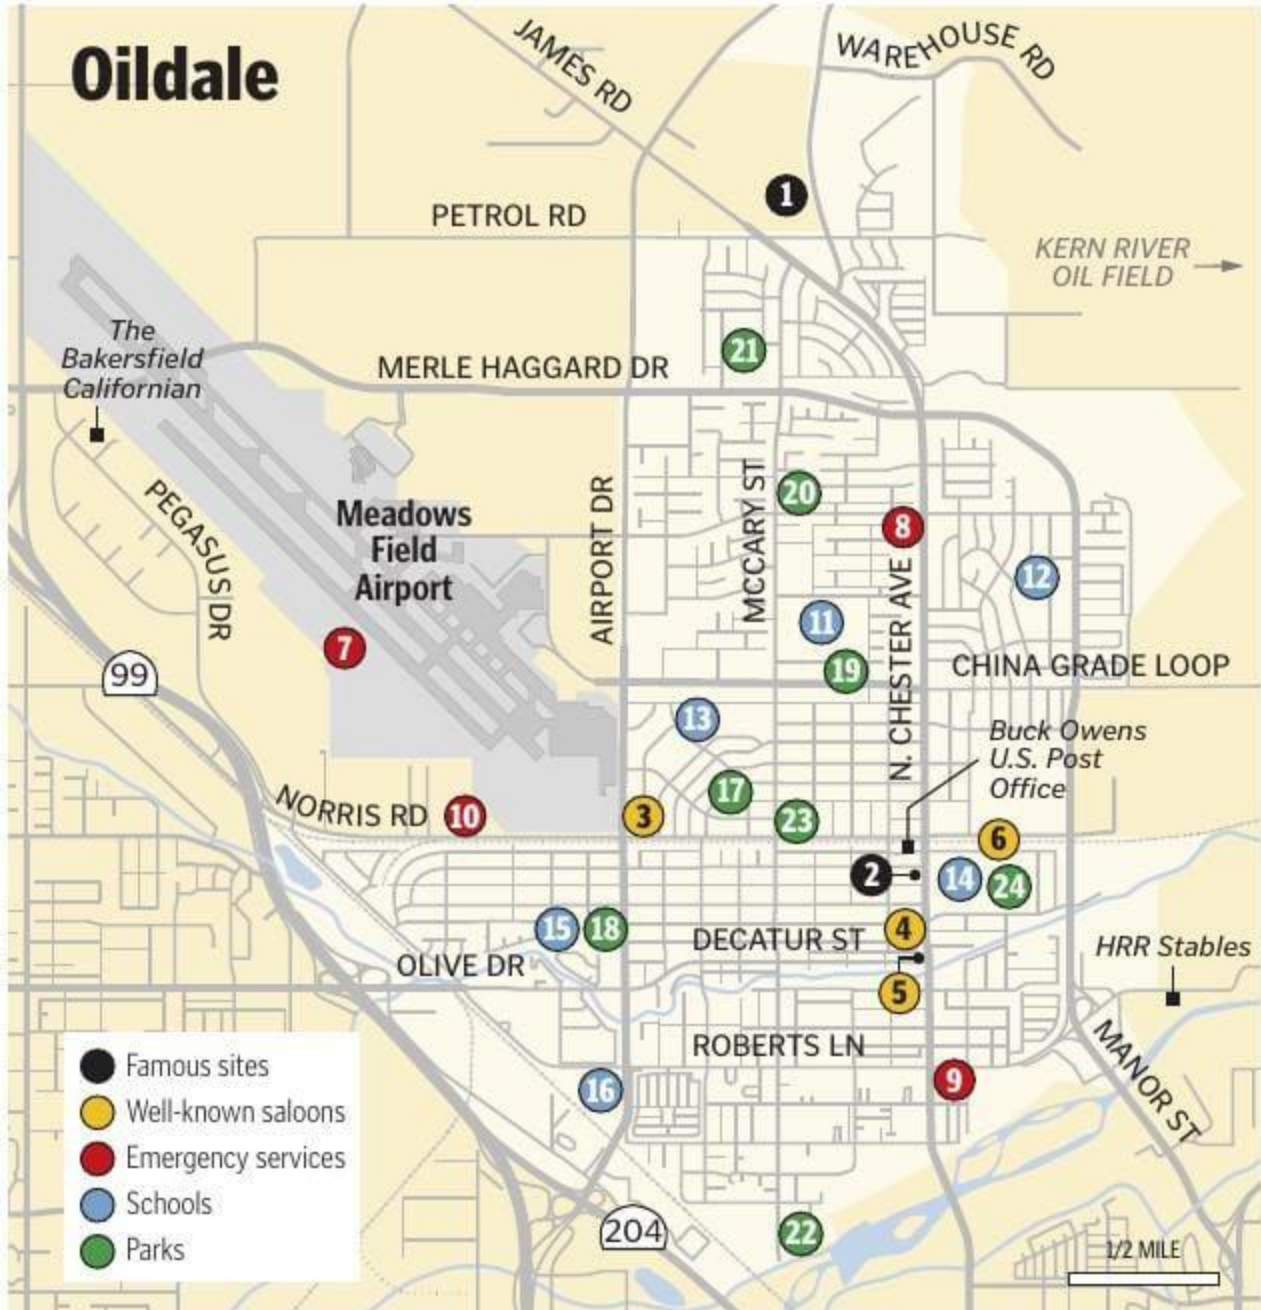 Oildale
JAMES RD
WAREHOUSE RD
1
PETROL RD
KERN RIVER
OIL FIELD
The
Bakersfield
Californian
21
MERLE HAGGARD DR
PEGASUS DR
Meadows
Field
Airport
AIRPORT DR
MCCARY ST
20
8
N. CHESTER AVE
12
11
7
19
CHINA GRADE LOOP
99
13
Buck Owens
U.S. Post
Office
17
NORRIS RD
10
3
23
6
2
14
24
15
18
DECATUR ST
4
OLIVE DR
HRR Stables
5
ROBERTS LN
MANOR ST
16
9
Famous sites
Well-known saloons
Emergency services
Schools
Parks
204
22
1/2 MILE